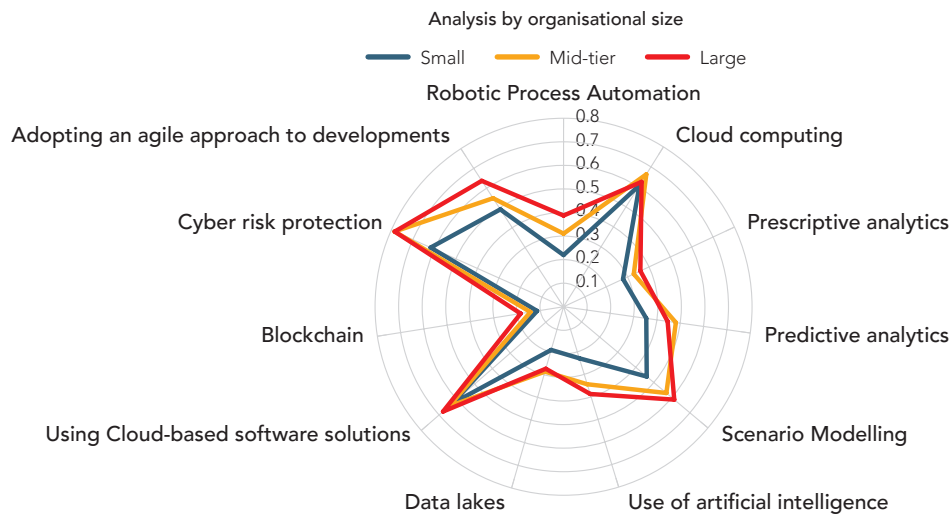 Analysis by organisational size
Small Mid-tier Large
Robotic Process Automation
Adopting an agile approach to developments
Cloud computing
Cyber risk protection
Prescriptive analytics
Blockchain
Predictive analytics
Using Cloud-based software solutions
Scenario Modelling
Data lakes
Use of artificial intelligence
0.8
0.7
0.6
0.5
0.4
0.3
0.2
0.1